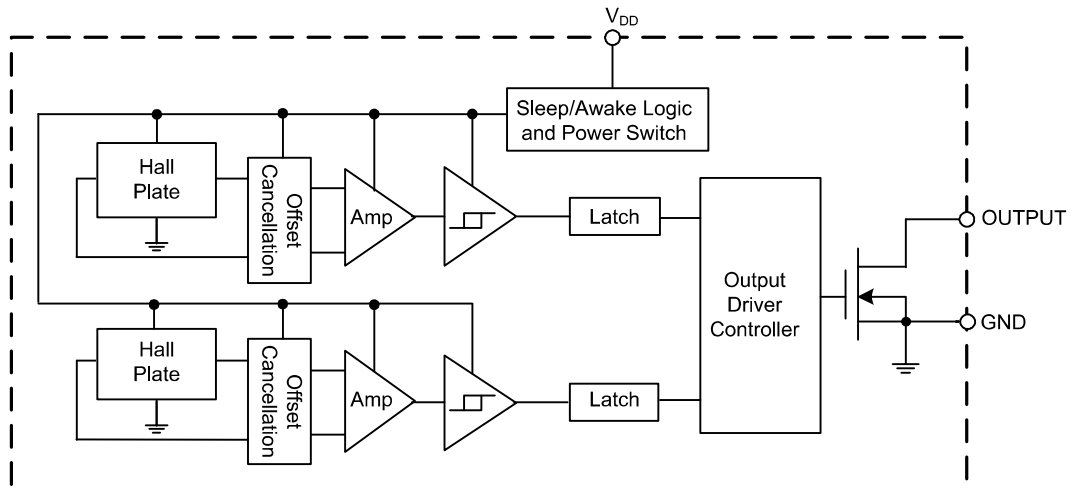 VDD
Sleep/Awake Logic
and Power Switch
Hall
Plate
Offset
Cancellation
Amp
Latch
Output
Driver
Controller
OUTPUT
GND
Hall
Plate
Offset
Cancellation
Amp
Latch